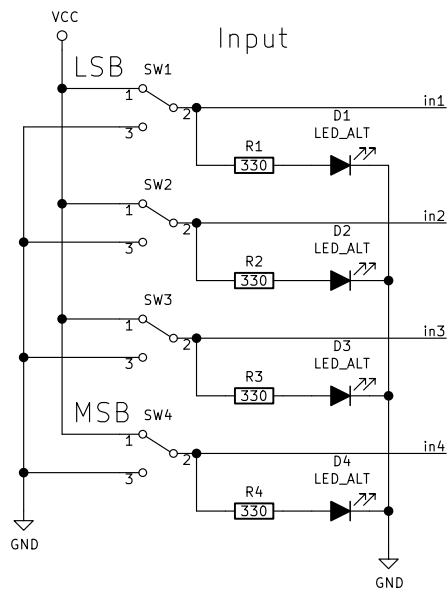 VCC
Input
LSB
SW1
1
2
3
in1
D1
LED_ALT
R1
330
SW2
1
2
3
in2
D2
LED_ALT
R2
330
SW3
1
2
3
in3
D3
LED_ALT
R3
330
MSB
SW4
1
2
3
in4
D4
LED_ALT
R4
330
GND
GND